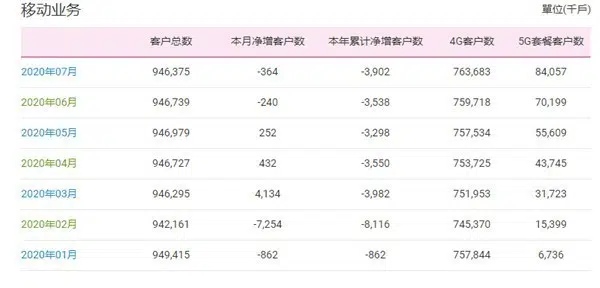 移动业务 單位(千戶)
客户总数 本月净增客户数 本年累计净增客户数 4G客户数 5G套餐客户数
2020年07月 946,375 -364 -3,902 763,683 84,057
2020年06月 946,739 -240 -3,538 759,718 70,199
2020年05月 946,979 252 -3,298 757,534 55,609
2020年04月 946,727 432 -3,550 753,725 43,745
2020年03月 946,295 4,134 -3,982 751,953 31,723
2020年02月 942,161 -7,254 -8,116 745,370 15,399
2020年01月 949,415 -862 -862 757,844 6,736